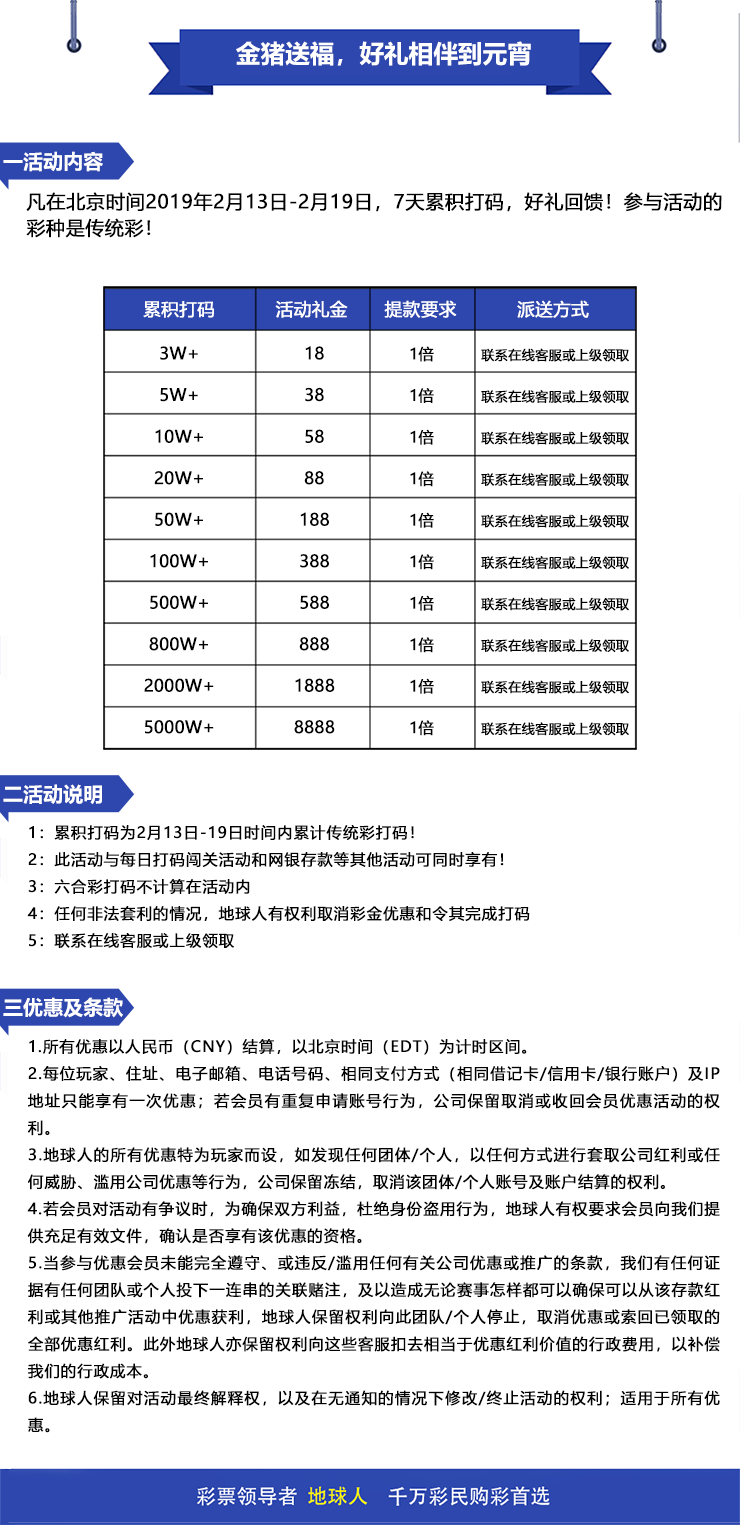 金猪送福，好礼相伴到元宵
一活动内容
凡在北京时间2019年2月13日-2月19日，7天累积打码，好礼回馈！参与活动的
彩种是传统彩！
累积打码 活动礼金 提款要求 派送方式
3W+ 18 1倍 联系在线客服或上级领取
5W+ 38 1倍 联系在线客服或上级领取
10W+ 58 1倍 联系在线客服或上级领取
20W+ 88 1倍 联系在线客服或上级领取
50W+ 188 1倍 联系在线客服或上级领取
100W+ 388 1倍 联系在线客服或上级领取
500W+ 588 1倍 联系在线客服或上级领取
800W+ 888 1倍 联系在线客服或上级领取
2000W+ 1888 1倍 联系在线客服或上级领取
5000W+ 8888 1倍 联系在线客服或上级领取
二活动说明
1：累积打码为2月13日-19日时间内累计传统彩打码！
2：此活动与每日打码闯关活动和网银存款等其他活动可同时享有！
3：六合彩打码不计算在活动内
4：任何非法套利的情况，地球人有权利取消彩金优惠和令其完成打码
5：联系在线客服或上级领取
三优惠及条款
1.所有优惠以人民币（CNY）结算，以北京时间（EDT）为计时区间。
2.每位玩家、住址、电子邮箱、电话号码、相同支付方式（相同借记卡/信用卡/银行账户）及IP
地址只能享有一次优惠；若会员有重复申请账号行为，公司保留取消或收回会员优惠活动的权
利。
3.地球人的所有优惠特为玩家而设，如发现任何团体/个人，以任何方式进行套取公司红利或任
何威胁、滥用公司优惠等行为，公司保留冻结，取消该团体/个人账号及账户结算的权利。
4.若会员对活动有争议时，为确保双方利益，杜绝身份盗用行为，地球人有权要求会员向我们提
供充足有效文件，确认是否享有该优惠的资格。
5.当参与优惠会员未能完全遵守、或违反/滥用任何有关公司优惠或推广的条款，我们有任何证
据有任何团队或个人投下一连串的关联赌注，及以造成无论赛事怎样都可以确保可以从该存款红
利或其他推广活动中优惠获利，地球人保留权利向此团队/个人停止，取消优惠或索回已领取的
全部优惠红利。此外地球人亦保留权利向这些客服扣去相当于优惠红利价值的行政费用，以补偿
我们的行政成本。
6.地球人保留对活动最终解释权，以及在无通知的情况下修改/终止活动的权利；适用于所有优
惠。
彩票领导者 地球人 千万彩民购彩首选